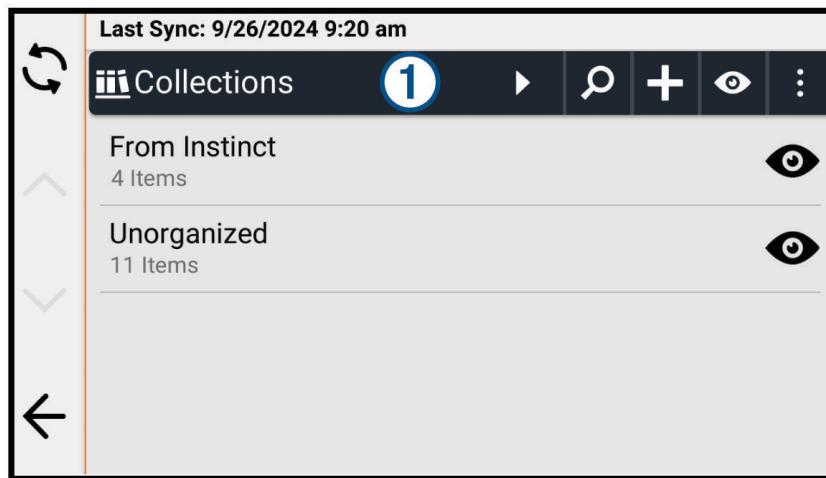 Last Sync: 9/26/2024 9:20 am
Collections 1
From Instinct
4 Items
Unorganized
11 Items